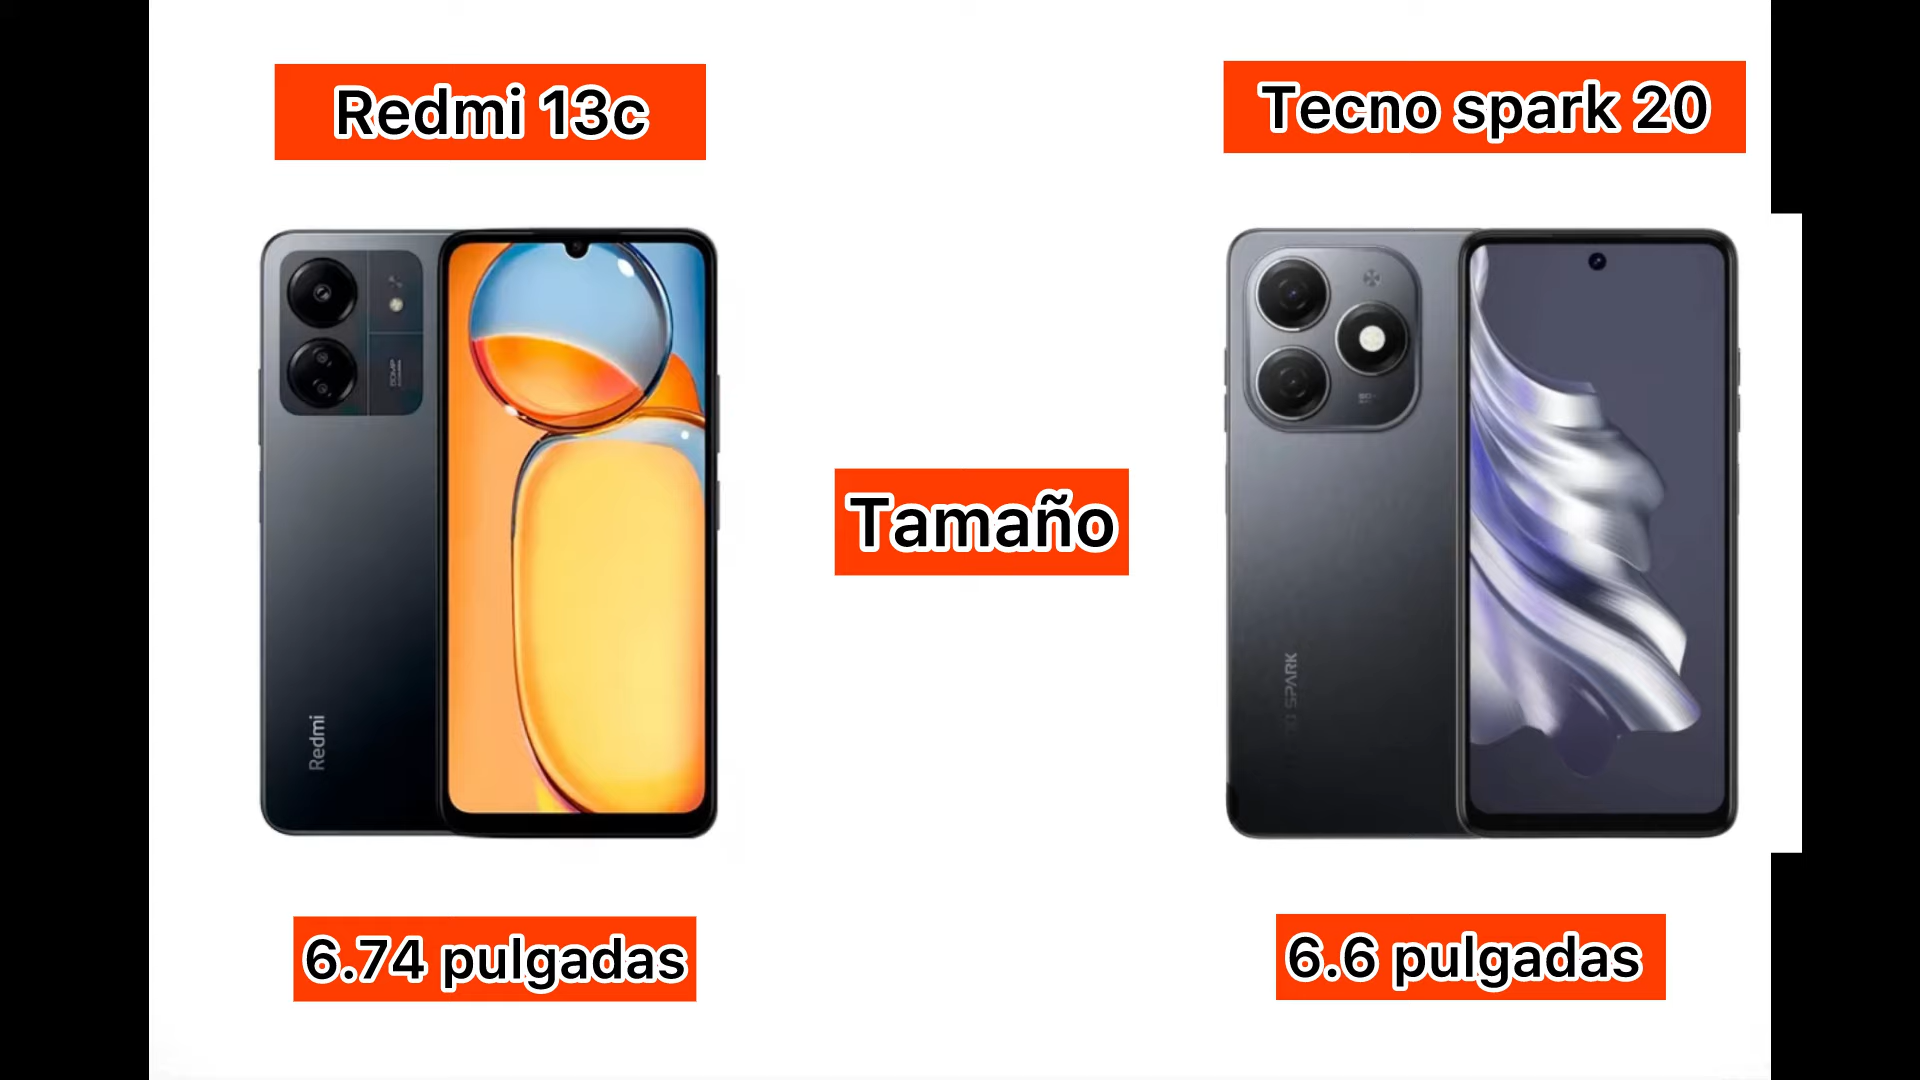 Redmi 13c
Tecno spark 20
Redmi
SPARK
Tamaño
6.74 pulgadas
6.6 pulgadas